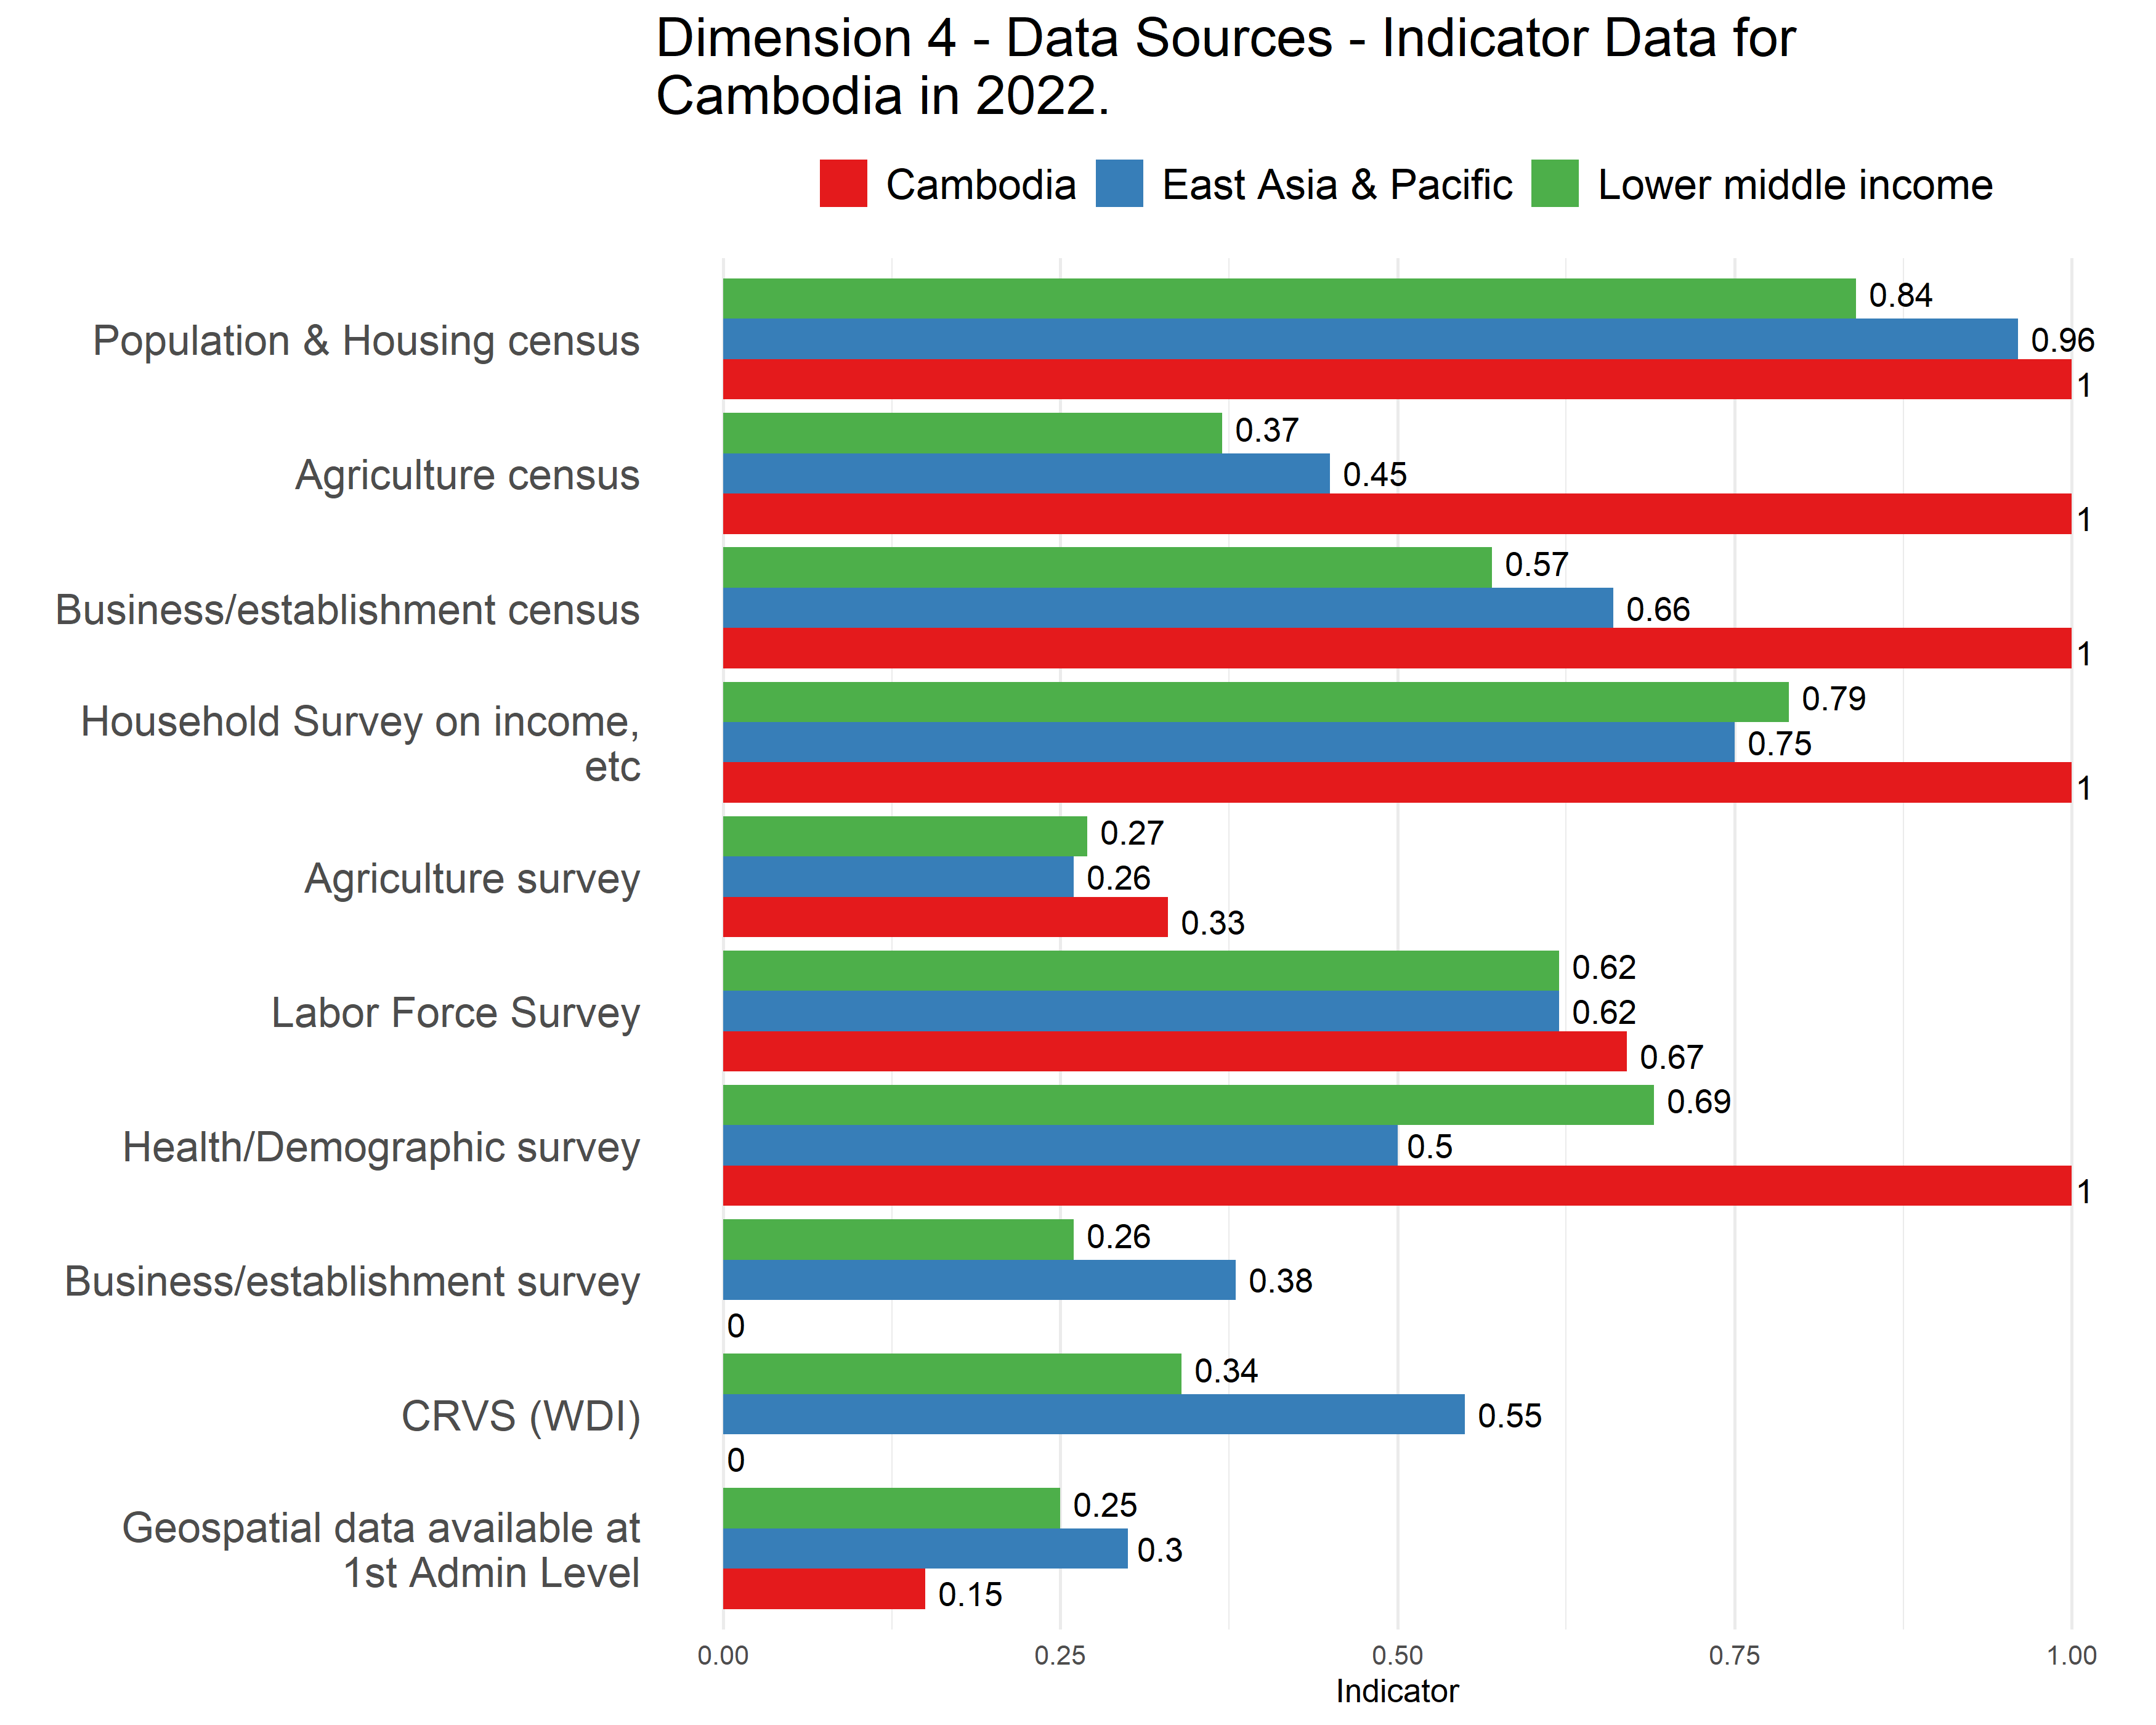 Dimension 4 - Data Sources - Indicator Data for
Cambodia in 2022.
Cambodia East Asia & Pacific Lower middle income
Population & Housing census
0.84
0.96
1
Agriculture census
0.37
0.45
1
Business/establishment census
0.57
0.66
1
Household Survey on income,
etc
0.79
0.75
1
Agriculture survey
0.27
0.26
0.33
Labor Force Survey
0.62
0.62
0.67
Health/Demographic survey
0.69
0.5
1
Business/establishment survey
0.26
0.38
0
CRVS (WDI)
0.34
0.55
0
Geospatial data available at
1st Admin Level
0.25
0.3
0.15
0.00 0.25 0.50 0.75 1.00
Indicator